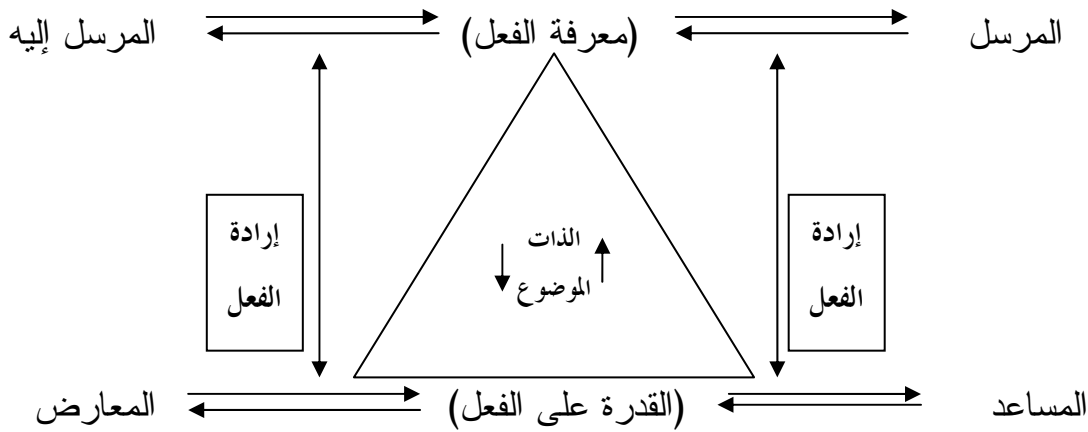 المرسل
(معرفة الفعل)
المرسل إليه
إرادة
الفعل
الذات
الموضوع
إرادة
الفعل
المساعد
(القدرة على الفعل)
المعارض